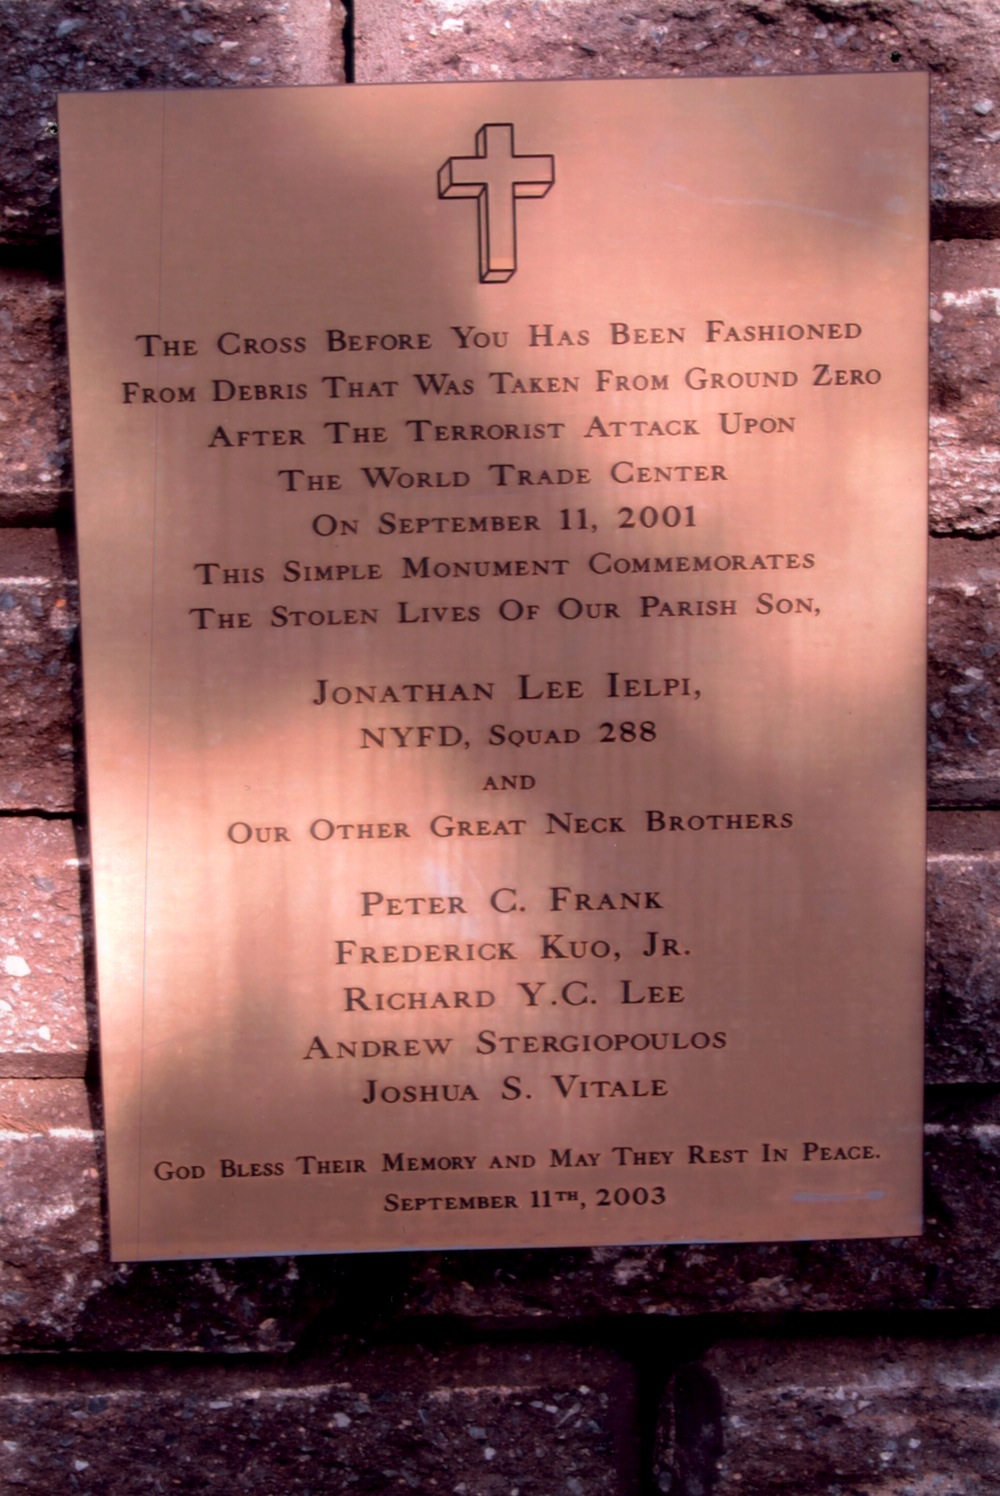 The Cross Before You Has Been Fashioned
From Debris That Was Taken From Ground Zero
After The Terrorist Attack Upon
The World Trade Center
On September 11, 2001
This Simple Monument Commemorates
The Stolen Lives Of Our Parish Son,
Jonathan Lee Ielpi,
NYFD, Squad 288
and
Our Other Great Neck Brothers
Peter C. Frank
Frederick Kuo, Jr.
Richard Y.C. Lee
Andrew Stergiopoulos
Joshua S. Vitale
God Bless Their Memory and May They Rest In Peace.
September 11th, 2003